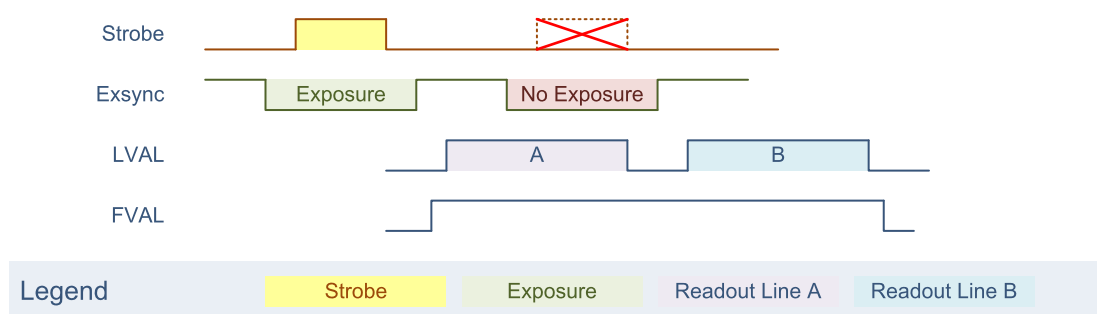 Strobe
Exsync
Exposure
No Exposure
LVAL
A
B
FVAL
Legend
Strobe
Exposure
Readout Line A
Readout Line B